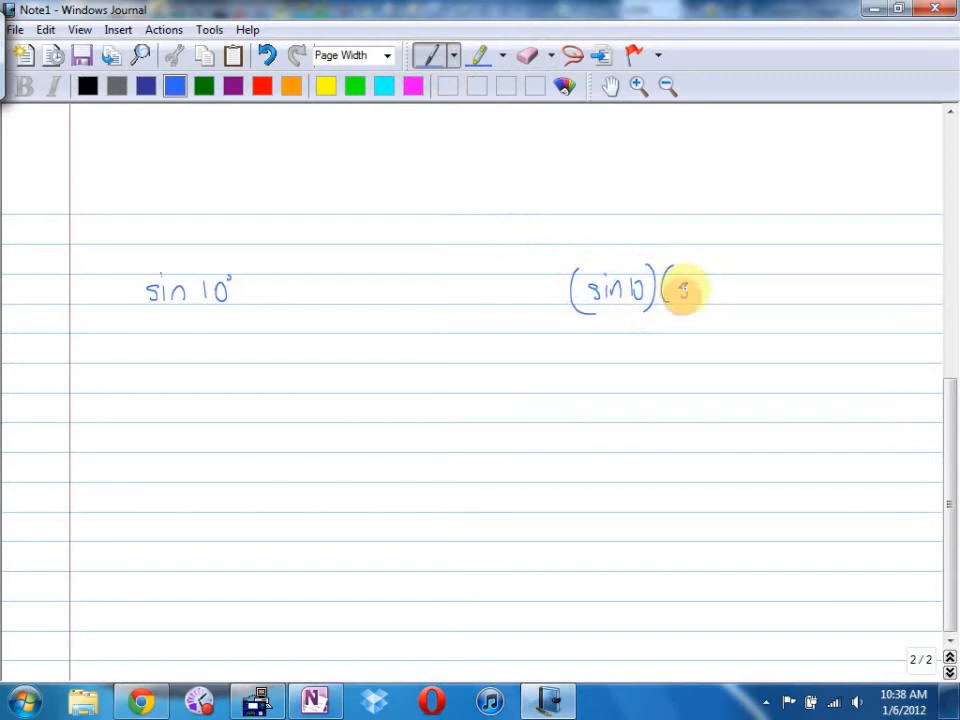 Note1 - Windows Journal
File Edit View Insert Actions Tools Help
Page Width
B I
sin 10° (sin 10)(s
2 / 2
10:38 AM
1/6/2012